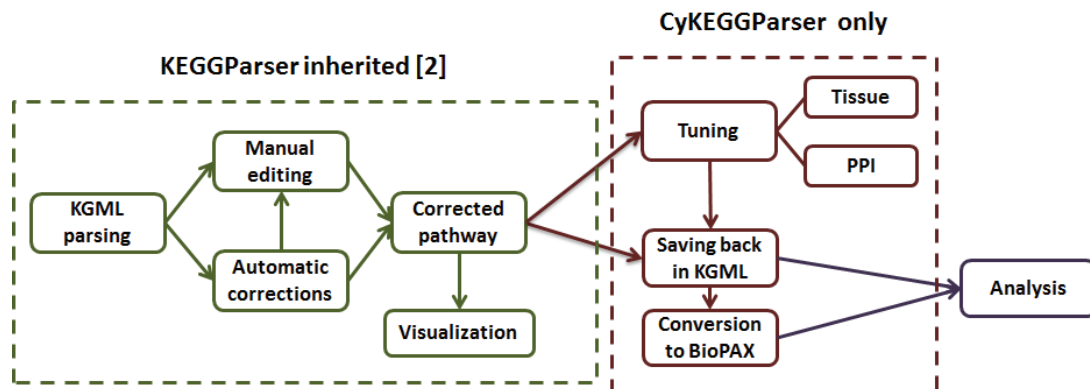 CyKEGGParser only
KEGGParser inherited [2]
Tissue
Tuning
PPI
Manual
editing
KGML
parsing
Corrected
pathway
Automatic
corrections
Saving back
in KGML
Analysis
Visualization
Conversion
to BioPAX